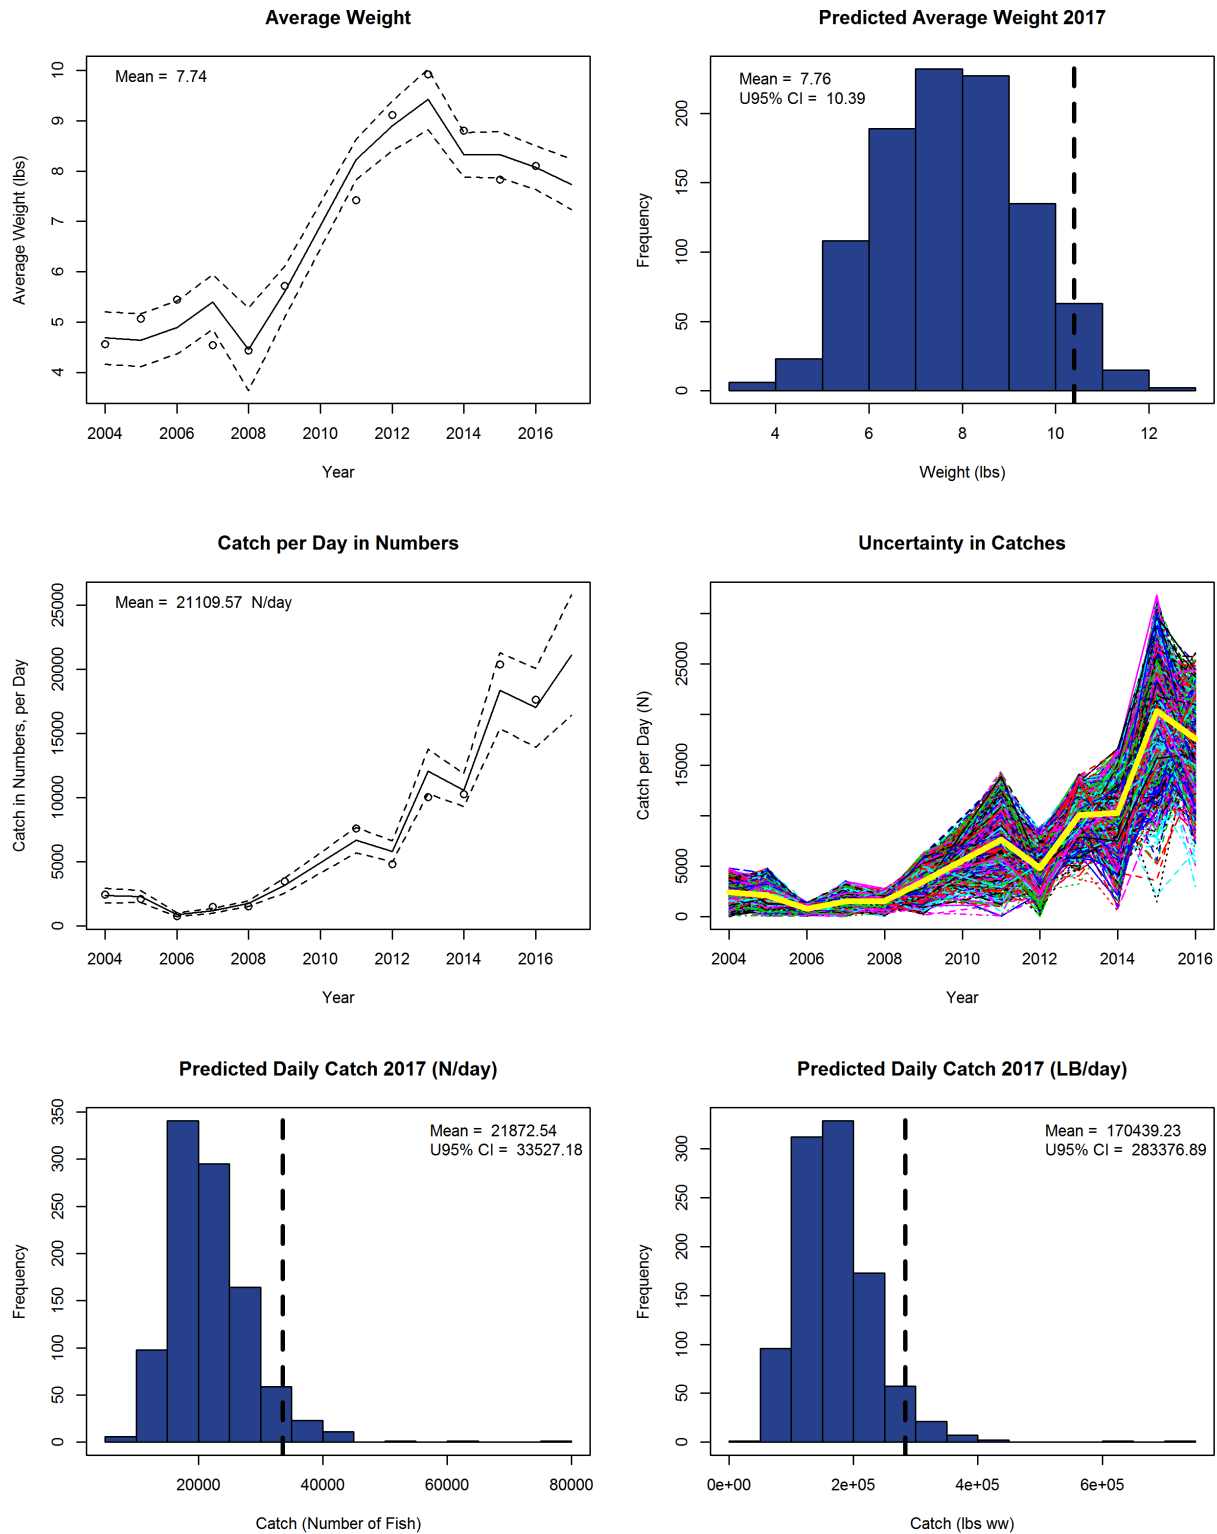 Average Weight
Mean = 7.74
10
9
8
7
6
5
4
Average Weight (lbs)
2004 2006 2008 2010 2012 2014 2016
Year
Predicted Average Weight 2017
Mean = 7.76
U95% CI = 10.39
200
150
100
50
0
Frequency
4 6 8 10 12
Weight (lbs)
Catch per Day in Numbers
Mean = 21109.57 N/day
25000
20000
15000
10000
5000
0
Catch in Numbers, per Day
2004 2006 2008 2010 2012 2014 2016
Year
Uncertainty in Catches
25000
15000
5000
0
Catch per Day (N)
2004 2006 2008 2010 2012 2014 2016
Year
Predicted Daily Catch 2017 (N/day)
Mean = 21872.54
U95% CI = 33527.18
350
300
250
200
150
100
50
0
Frequency
20000 40000 60000 80000
Catch (Number of Fish)
Predicted Daily Catch 2017 (LB/day)
Mean = 170439.23
U95% CI = 283376.89
300
250
200
150
100
50
0
Frequency
0e+00 2e+05 4e+05 6e+05
Catch (lbs ww)